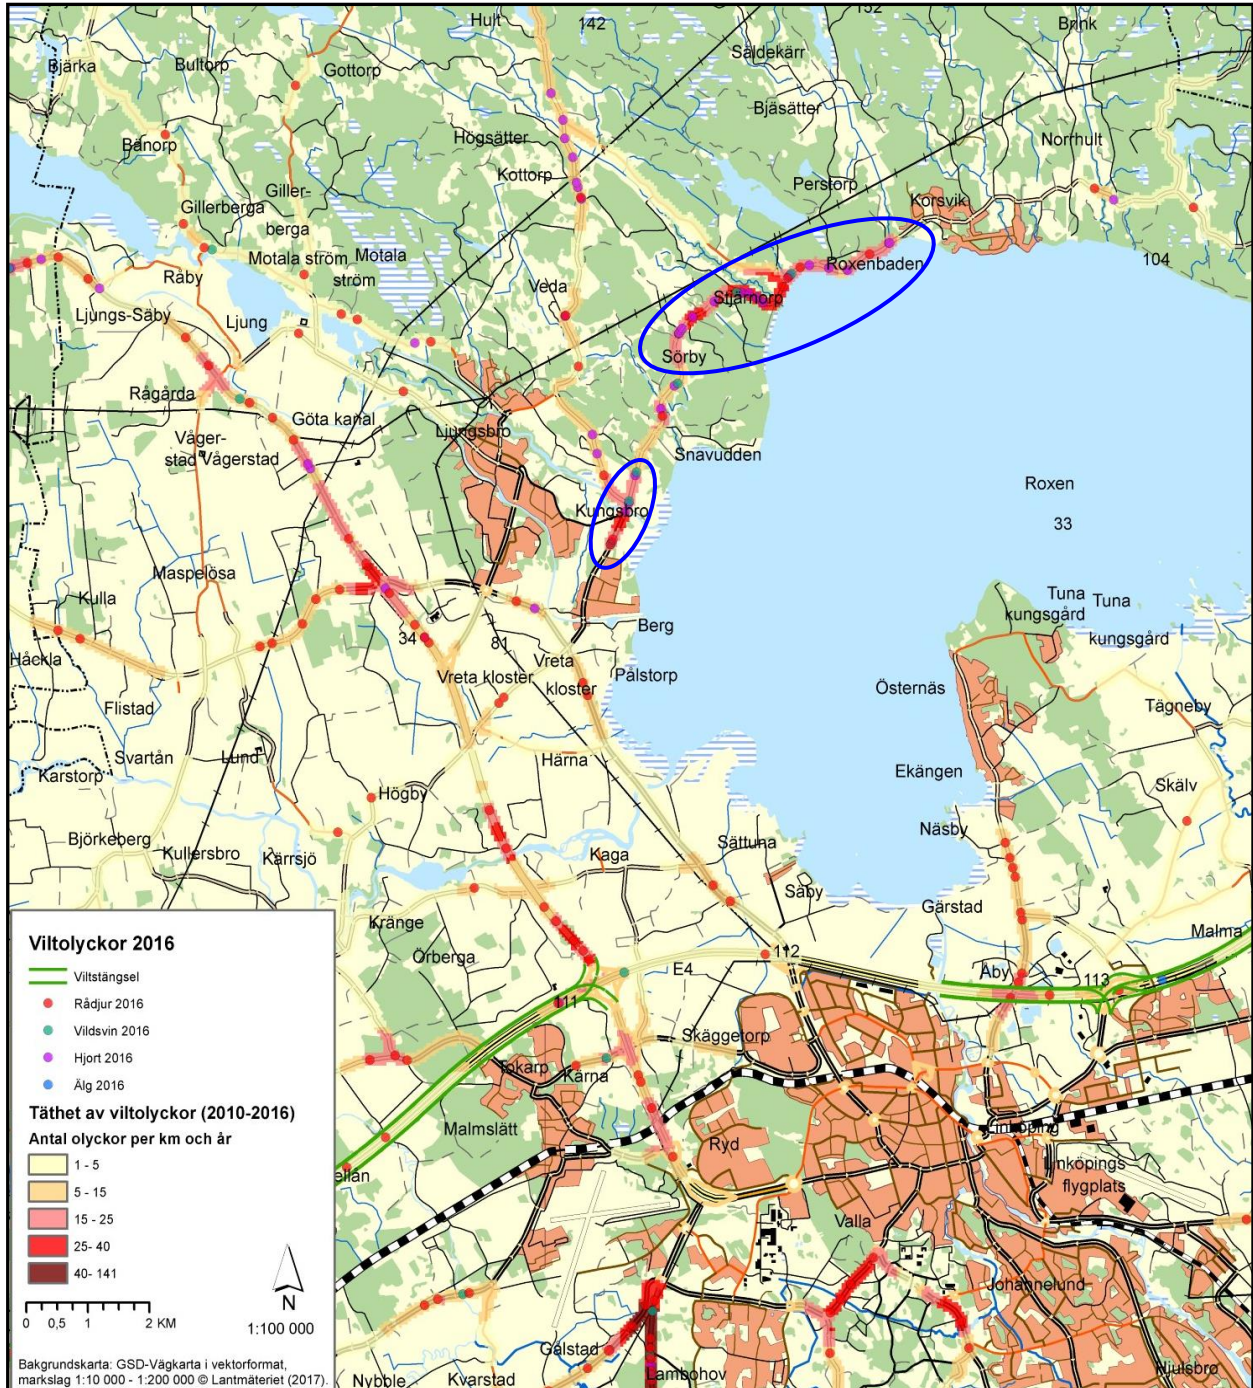 Hult
142
152
Brink
Bjärka
Bultorp
Gottorp
Säldekärr
Bjäsätter
Högsätter
Norrhult
Bånorp
Kottorp
Perstorp
Giller-
berga
Gillerberga
Korsvik
Motala ström
Motala
ström
Råby
Roxenbaden
104
Veda
Stjärnorp
Ljungs-Säby
Ljung
Sörby
Rågårda
Göta kanal
Våger-
stad
Vågerstad
Ljungsbro
Snavudden
Roxen
33
Kungsbro
Maspelösa
Kulla
Tuna
kungsgård
Tuna
kungsgård
34
81
Berg
Håckla
Vreta
kloster
Vreta kloster
Pålstorp
Östernäs
Flistad
Tägneby
Svartån
Lund
Härna
Karstorp
Ekängen
Skälv
Högby
Björkeberg
Kullersbro
Kärrsjö
Kaga
Sättuna
Näsby
Säby
Gärstad
Kränge
Örberga
Malma
E4
112
Åby
113
111
Skäggetorp
Tokarp
Kärna
Malmslätt
Ryd
Linköping
Linköpings
flygplats
ellan
Valla
Johannelund
Gålstad
Lambohov
Hjulsbro
Nybble
Kvarstad
Viltolyckor 2016
Viltstängsel
Rådjur 2016
Vildsvin 2016
Hjort 2016
Älg 2016
Täthet av viltolyckor (2010-2016)
Antal olyckor per km och år
1 - 5
5 - 15
15 - 25
25- 40
40- 141
N
0 0,5 1 2 KM
1:100 000
Bakgrundskarta: GSD-Vägkarta i vektorformat,
markslag 1:10 000 - 1:200 000 © Lantmäteriet (2017).